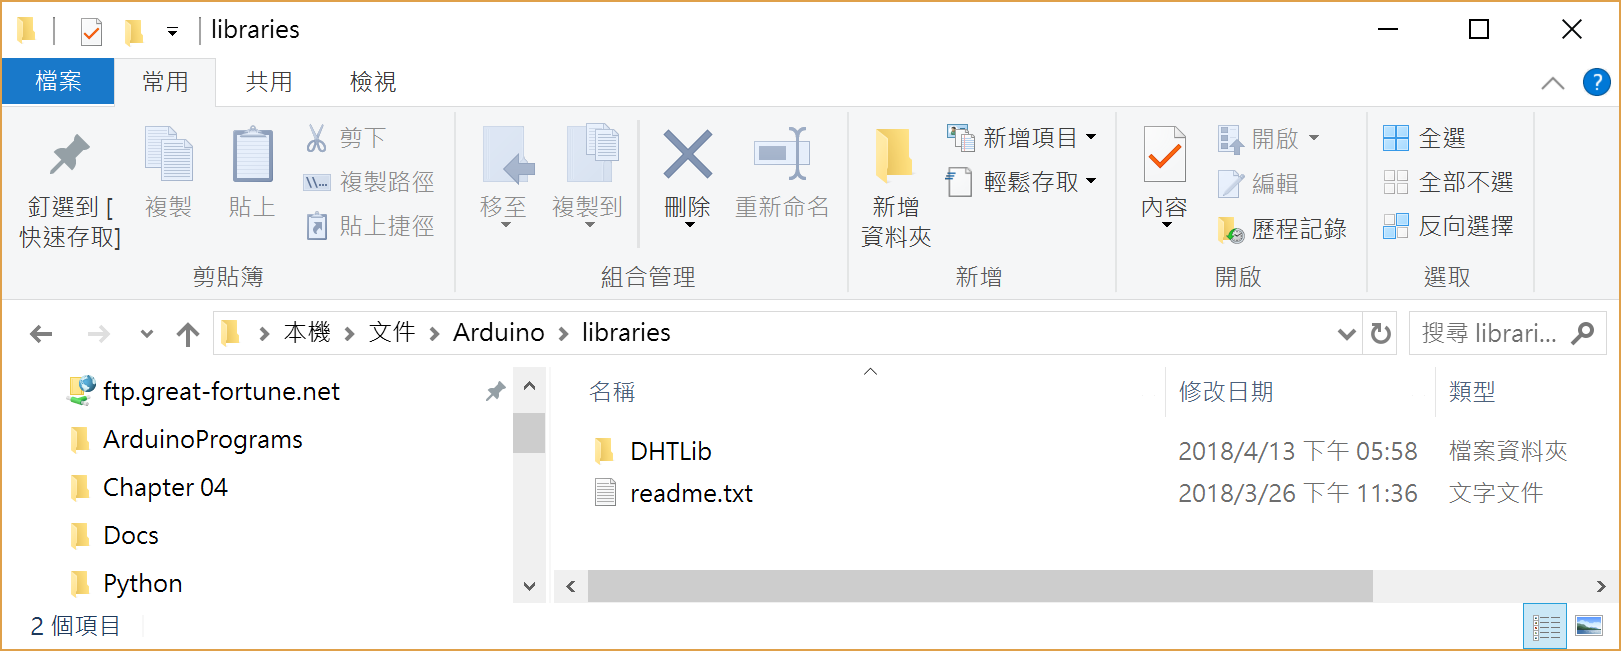 libraries
檔案 常用 共用 檢視
?
釘選到 [
快速存取]
複製
貼上
剪下
複製路徑
貼上捷徑
剪貼簿
移至
複製到
刪除
重新命名
組合管理
新增
資料夾
新增項目
輕鬆存取
新增
內容
開啟
編輯
歷程記錄
開啟
全選
全部不選
反向選擇
選取
本機 文件 Arduino libraries
搜尋 librari...
ftp.great-fortune.net
ArduinoPrograms
Chapter 04
Docs
Python
名稱 修改日期 類型
DHTLib 2018/4/13 下午 05:58 檔案資料夾
readme.txt 2018/3/26 下午 11:36 文字文件
2 個項目